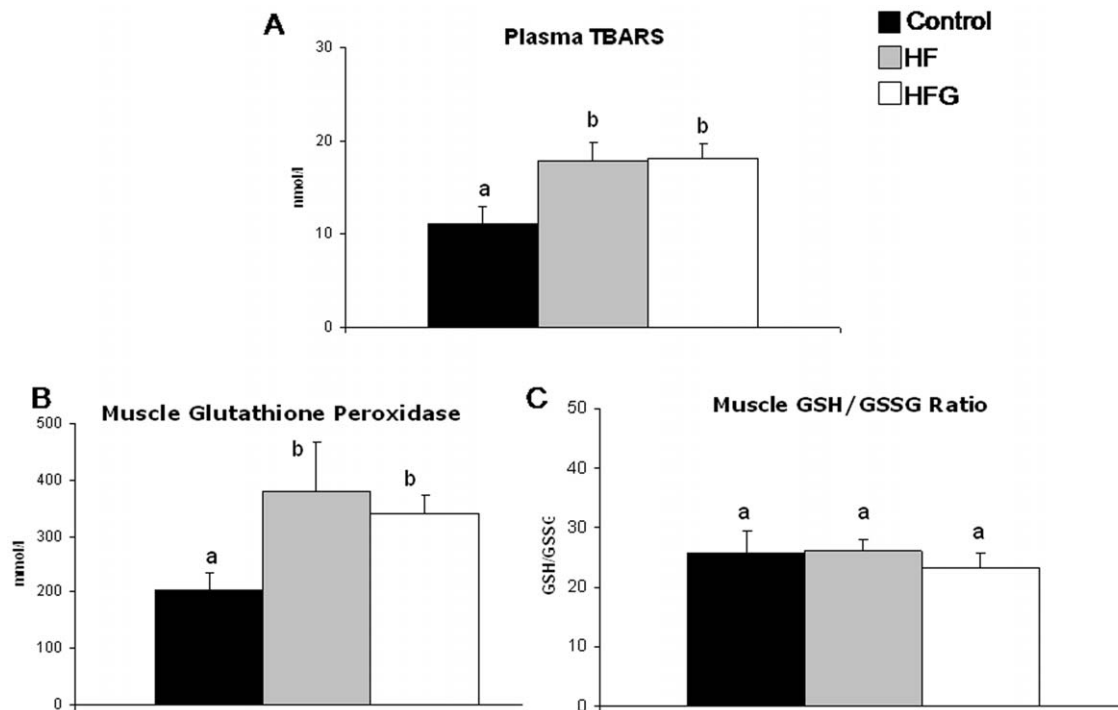 A
Plasma TBARS
Control
HF
HFG
30
20
10
0
nmol/l
a
b
b
B
Muscle Glutathione Peroxidase
500
400
300
200
100
0
mmol/l
a
b
b
C
Muscle GSH/GSSG Ratio
50
40
30
20
10
0
GSH/GSSG
a
a
a